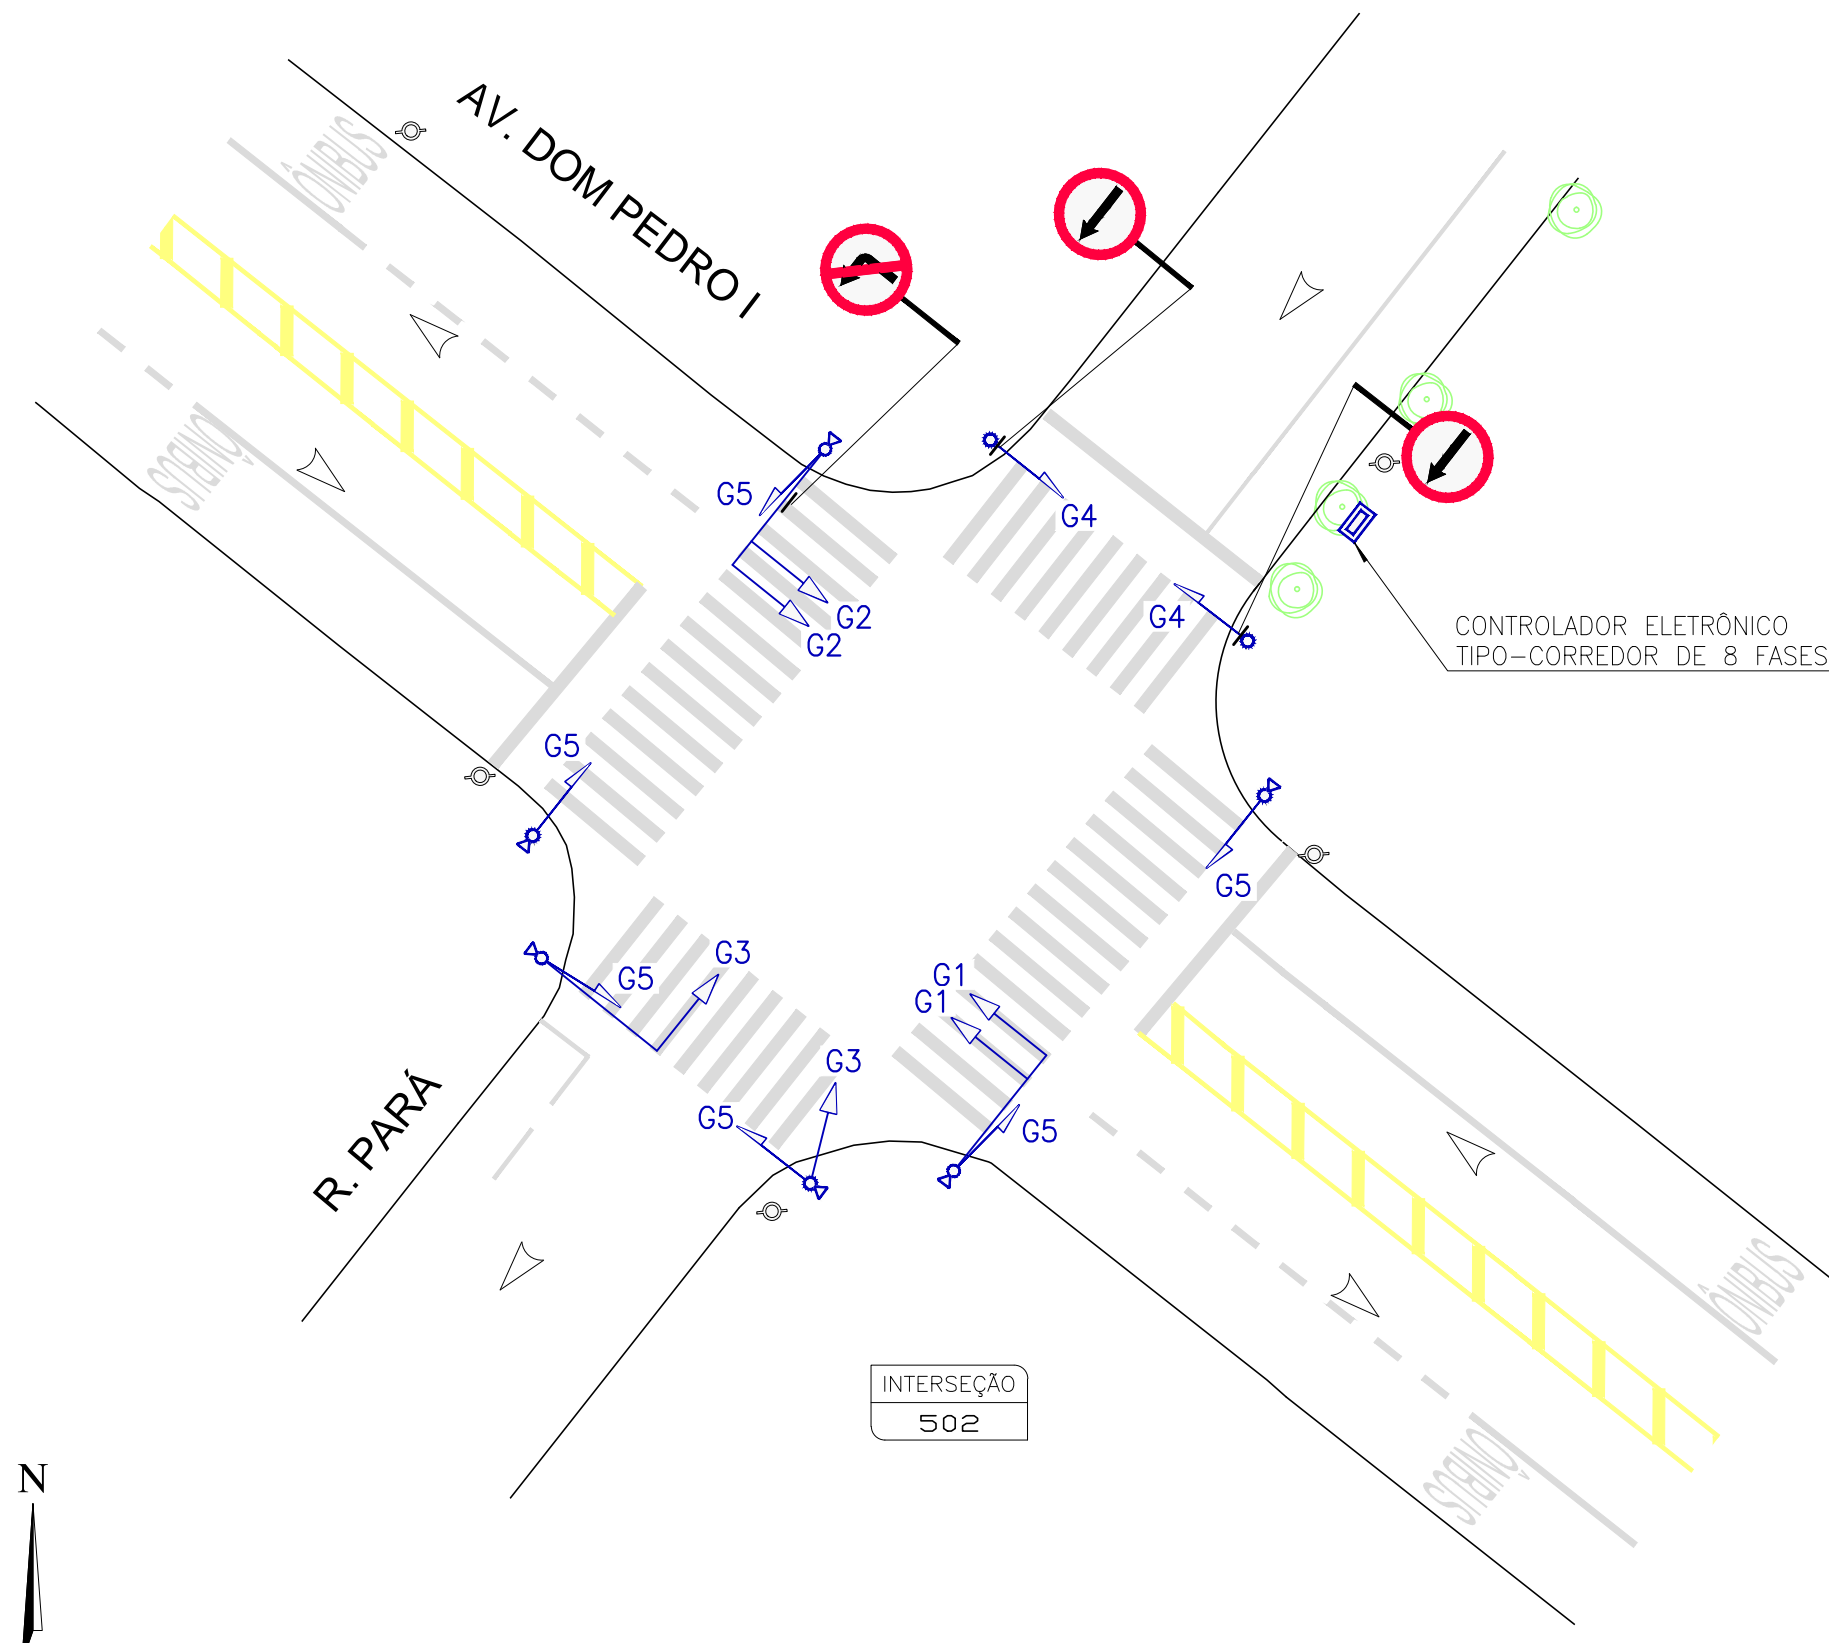 AV. DOM PEDRO I
ÔNIBUS
ÔNIBUS
G5
G4
G2
G2
G4
CONTROLADOR ELETRÔNICO
TIPO-CORREDOR DE 8 FASES
G5
G5
G3
G5
G1
G1
G3
G5
G5
R. PARÁ
ÔNIBUS
ÔNIBUS
INTERSEÇÃO
502
N